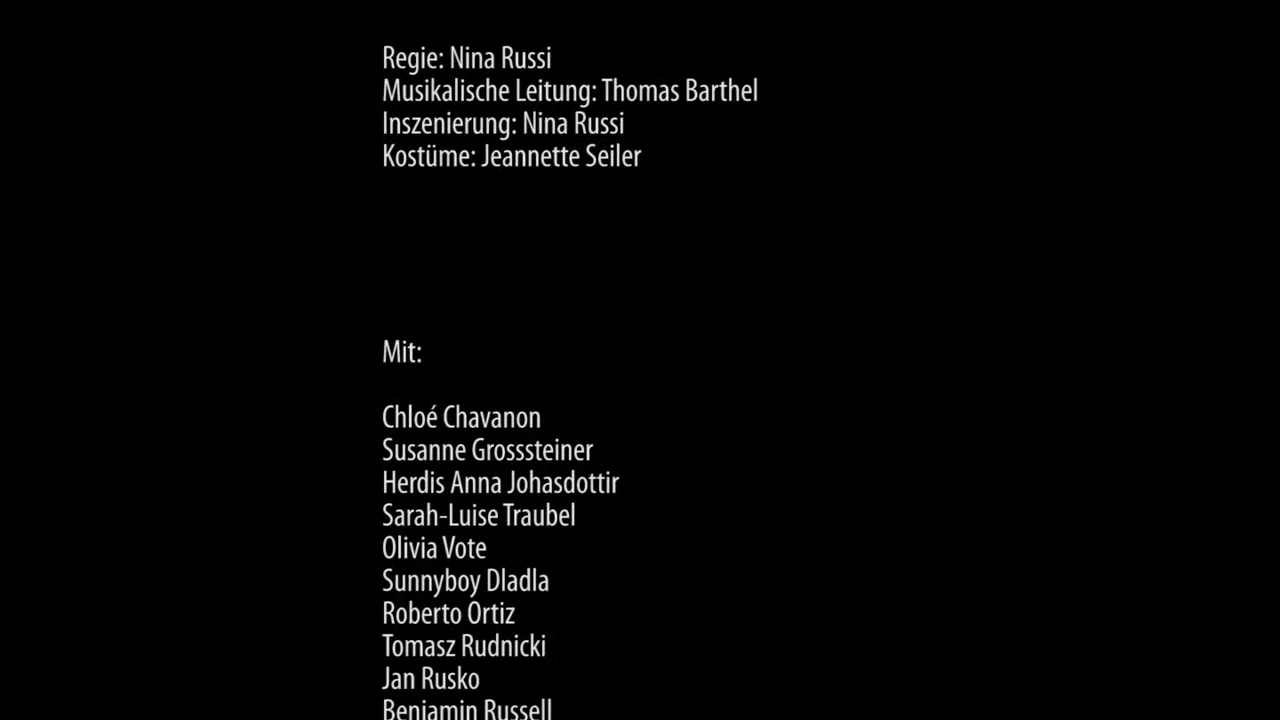 Regie: Nina Russi
Musikalische Leitung: Thomas Barthel
Inszenierung: Nina Russi
Kostüme: Jeannette Seiler
Mit:
Chloé Chavanon
Susanne Grosssteiner
Herdis Anna Johasdottir
Sarah-Luise Traubel
Olivia Vote
Sunnyboy Dladla
Roberto Ortiz
Tomasz Rudnicki
Jan Rusko
Benjamin Russell